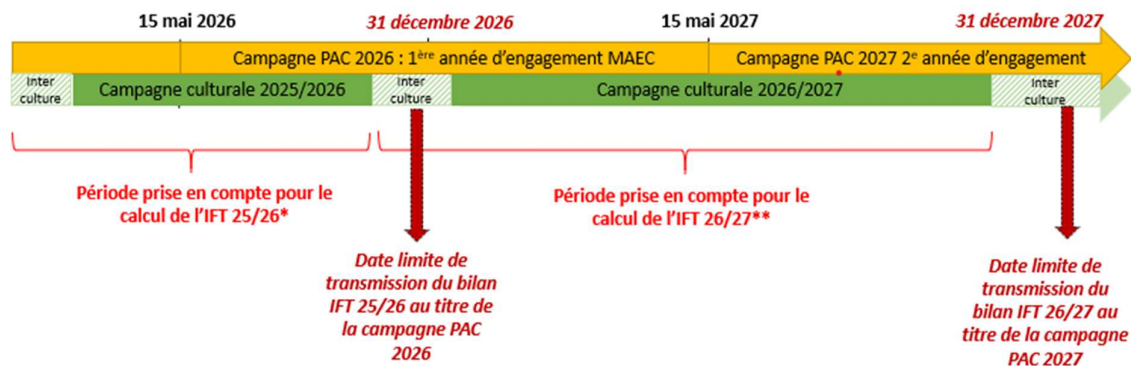 15 mai 2026
31 décembre 2026
15 mai 2027
31 décembre 2027
Campagne PAC 2026 : 1ère année d’engagement MAEC
Campagne PAC 2027 2e année d’engagement
Inter
culture
Campagne culturale 2025/2026
Inter
culture
Campagne culturale 2026/2027
Inter
culture
Période prise en compte pour le
calcul de l’IFT 25/26*
Période prise en compte pour le
calcul de l’IFT 26/27**
Date limite de
transmission du bilan
IFT 25/26 au titre de
la campagne PAC
2026
Date limite de
transmission du
bilan IFT 26/27 au
titre de la campagne
PAC 2027